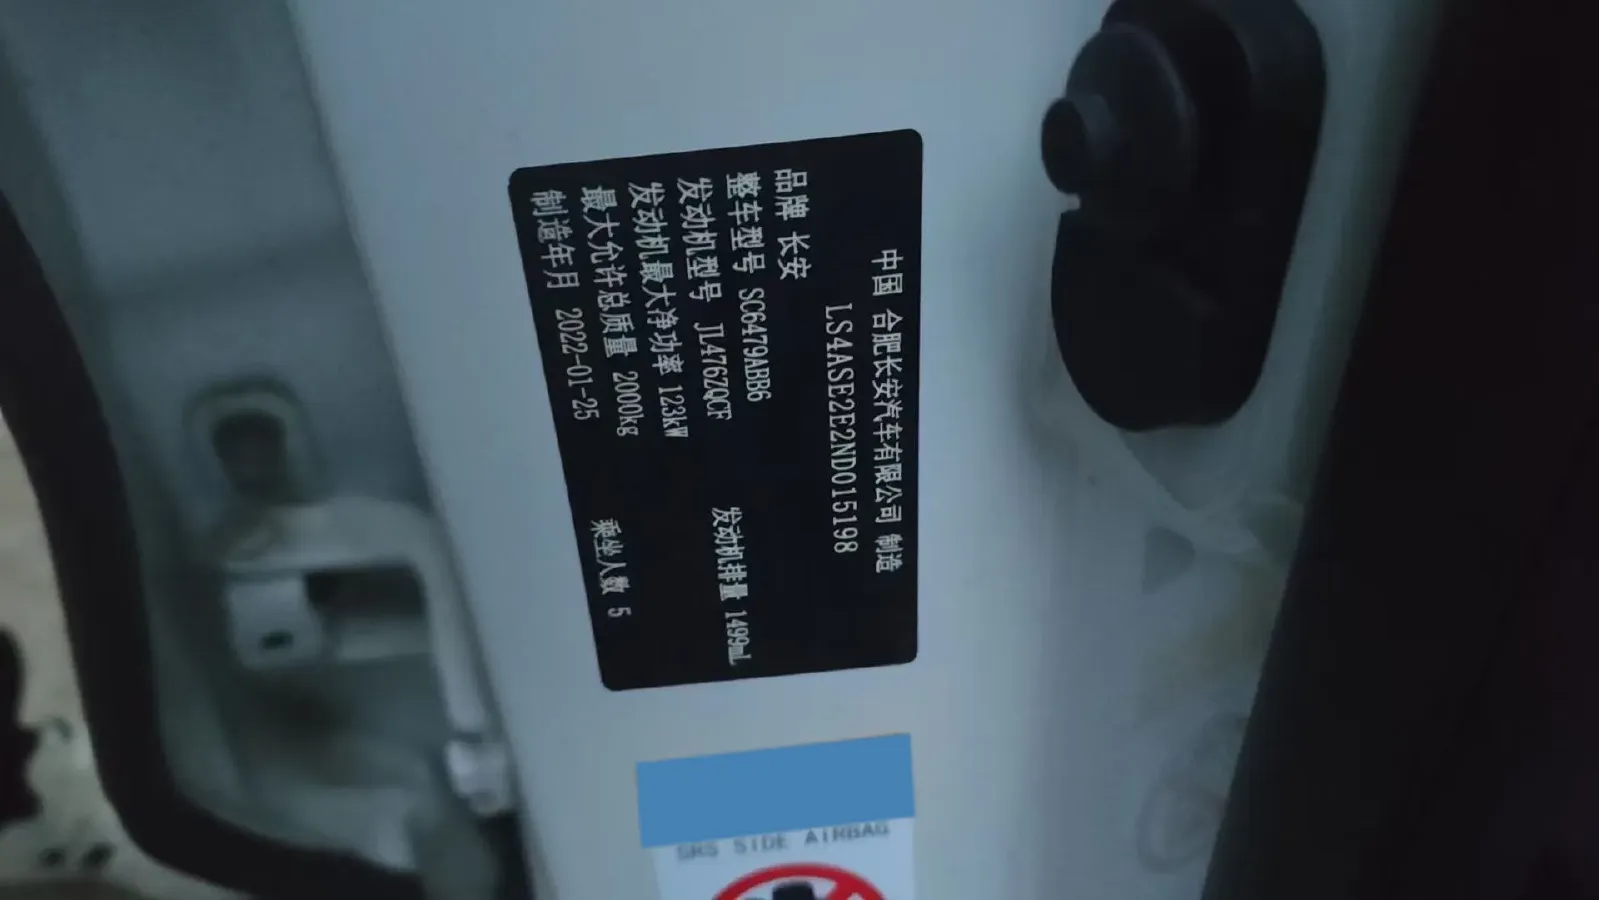 中国 合肥长安汽车有限公司 制造
LS4ASE2E2ND015198
品牌 长安
整车型号 SC6479ABB6
发动机型号 JL476ZQCF 发动机排量 1499mL
发动机最大净功率 123kW
最大允许总质量 2000kg
制造年月 2022-01-25 乘坐人数 5
SRS SIDE AIRBAG